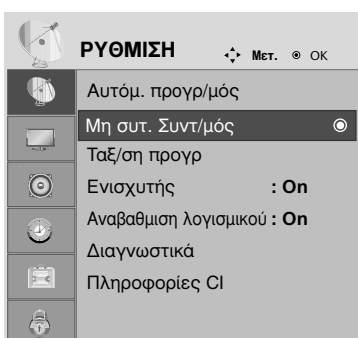 ΡΥΘΜΙΣΗ Μετ. OK
Αυτόμ. προγρ/μός
Μη συτ. Συντ/μός
Ταξ/ση προγρ
Ενισχυτής : On
Αναβαθμιση λογισμικού : On
Διαγνωστικά
Πληροφορίες CI